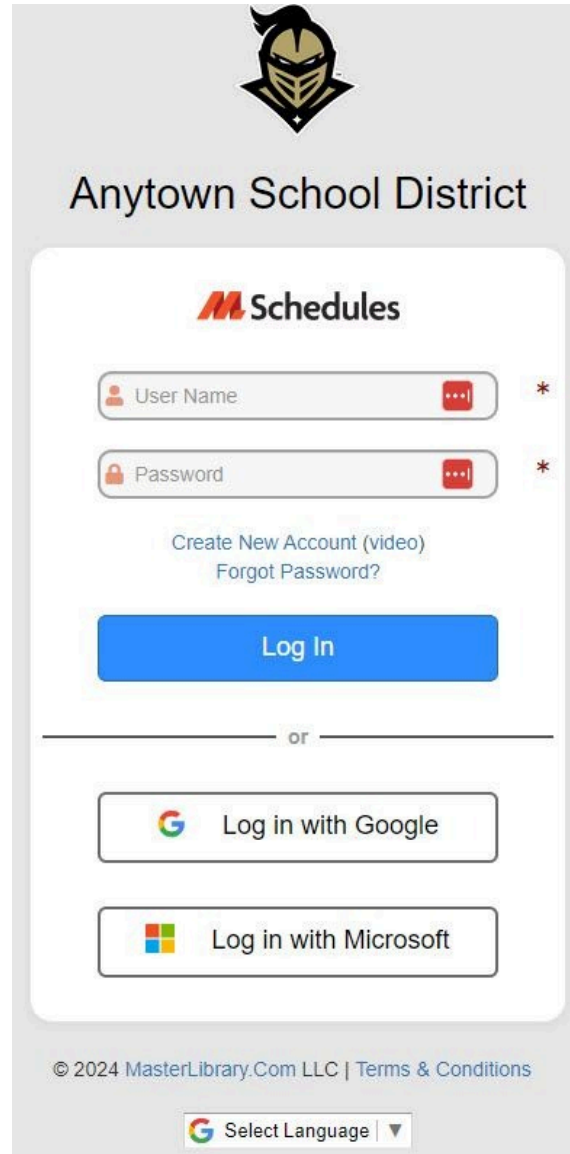 Anytown School District
Schedules
User Name
*
Password
*
Create New Account (video)
Forgot Password?
Log In
or
Log in with Google
Log in with Microsoft
© 2024 MasterLibrary.Com LLC | Terms & Conditions
Select Language ▼